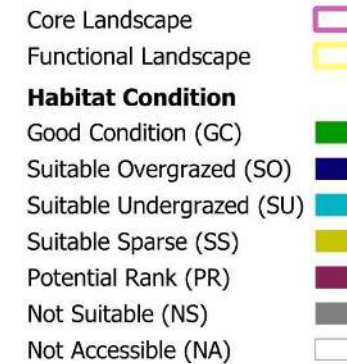 Core Landscape
Functional Landscape
Habitat Condition
Good Condition (GC)
Suitable Overgrazed (SO)
Suitable Undergrazed (SU)
Suitable Sparse (SS)
Potential Rank (PR)
Not Suitable (NS)
Not Accessible (NA)